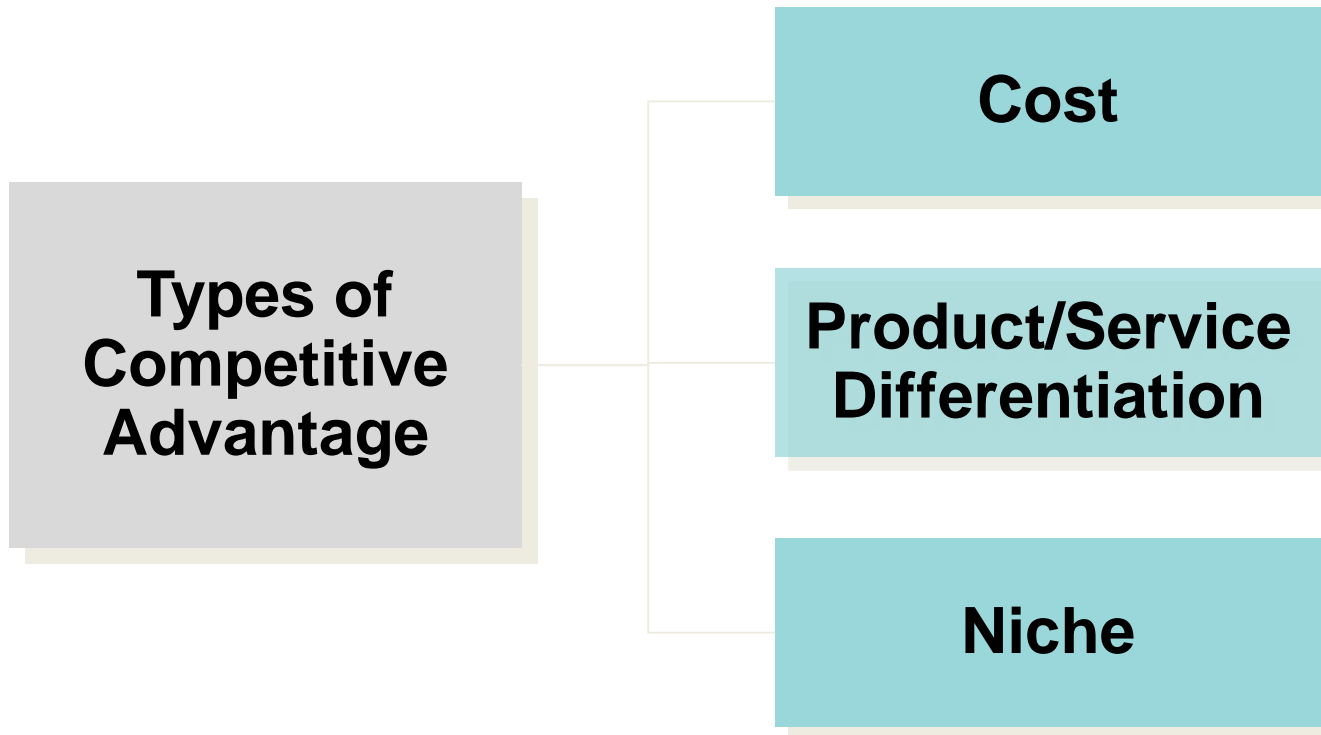 Types of
Competitive
Advantage
Cost
Product/Service
Differentiation
Niche